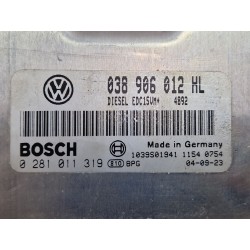 038 906 012 HL
DIESEL EDC15VM+ 4892
BOSCH
Made in Germany
1039S01941 1154 0754
0 281 011 319 E10 BPG 04-09-23